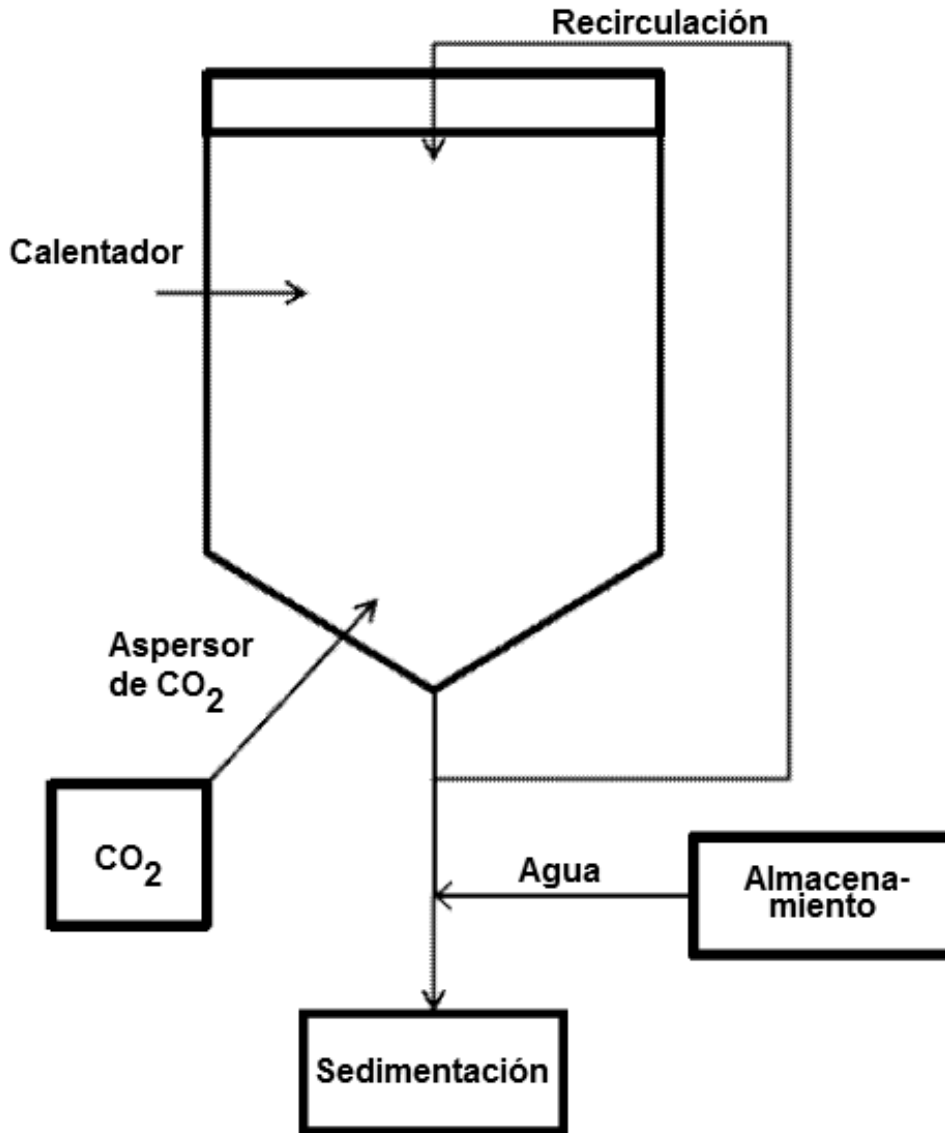 Recirculación
Calentador
Aspersor
de CO₂
CO₂
Agua
Almacena-
miento
Sedimentación